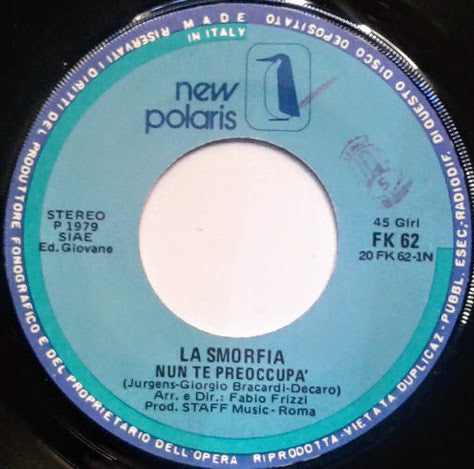 MADE
IN ITALY
RISERVATI I DIRITTI DEL PRODUTTORE FONOGRAFICO E DEL PROPRIETARIO DELL'OPERA RIPRODOTTA - VIETATA DUPLICAZ - PUBBL. ESEC. RADIODIF. DI QUESTO DISCO DEPOSITATO
new
polaris
STEREO
P 1979
SIAE
Ed. Giovane
45 Giri
FK 62
20 FK 62-1N
LA SMORFIA
NUN TE PREOCCUPA'
(Jurgens-Giorgio Bracardi-Decaro)
Arr. e Dir.: Fabio Frizzi
Prod. STAFF Music - Roma